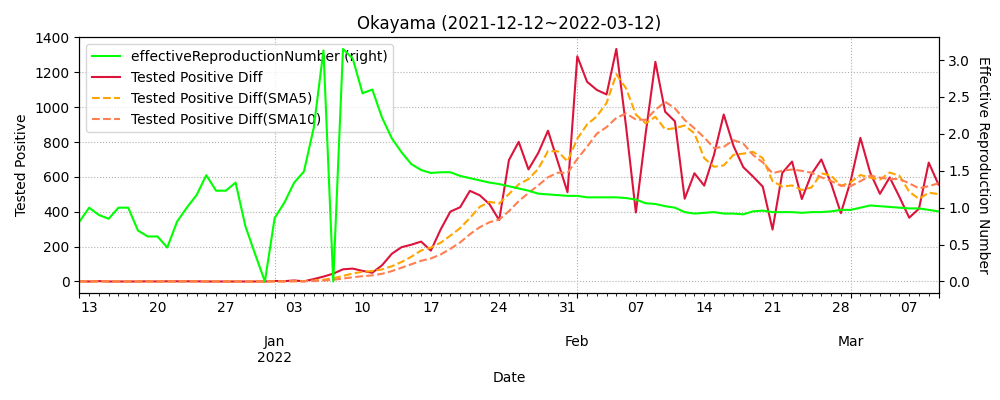 Okayama (2021-12-12~2022-03-12)
effectiveReproductionNumber (right)
Tested Positive Diff
Tested Positive Diff(SMA5)
Tested Positive Diff(SMA10)
Tested Positive
1400
1200
1000
800
600
400
200
0
Effective Reproduction Number
3.0
2.5
2.0
1.5
1.0
0.5
0.0
13 20 27 03 10 17 24 31 07 14 21 28 07
Jan Feb Mar
2022
Date